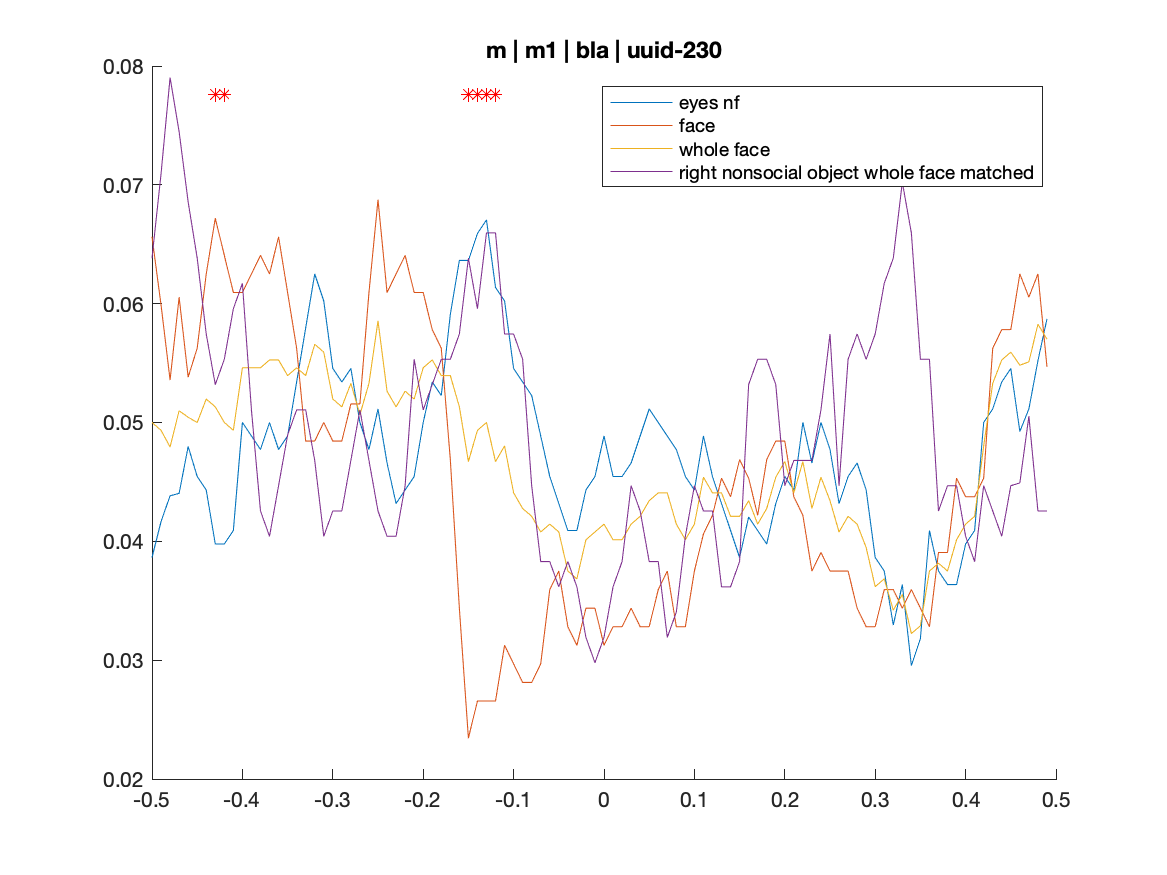 m | m1 | bla | uuid-230
0.08
0.07
0.06
0.05
0.04
0.03
0.02
eyes nf
face
whole face
right nonsocial object whole face matched
-0.5 -0.4 -0.3 -0.2 -0.1 0 0.1 0.2 0.3 0.4 0.5